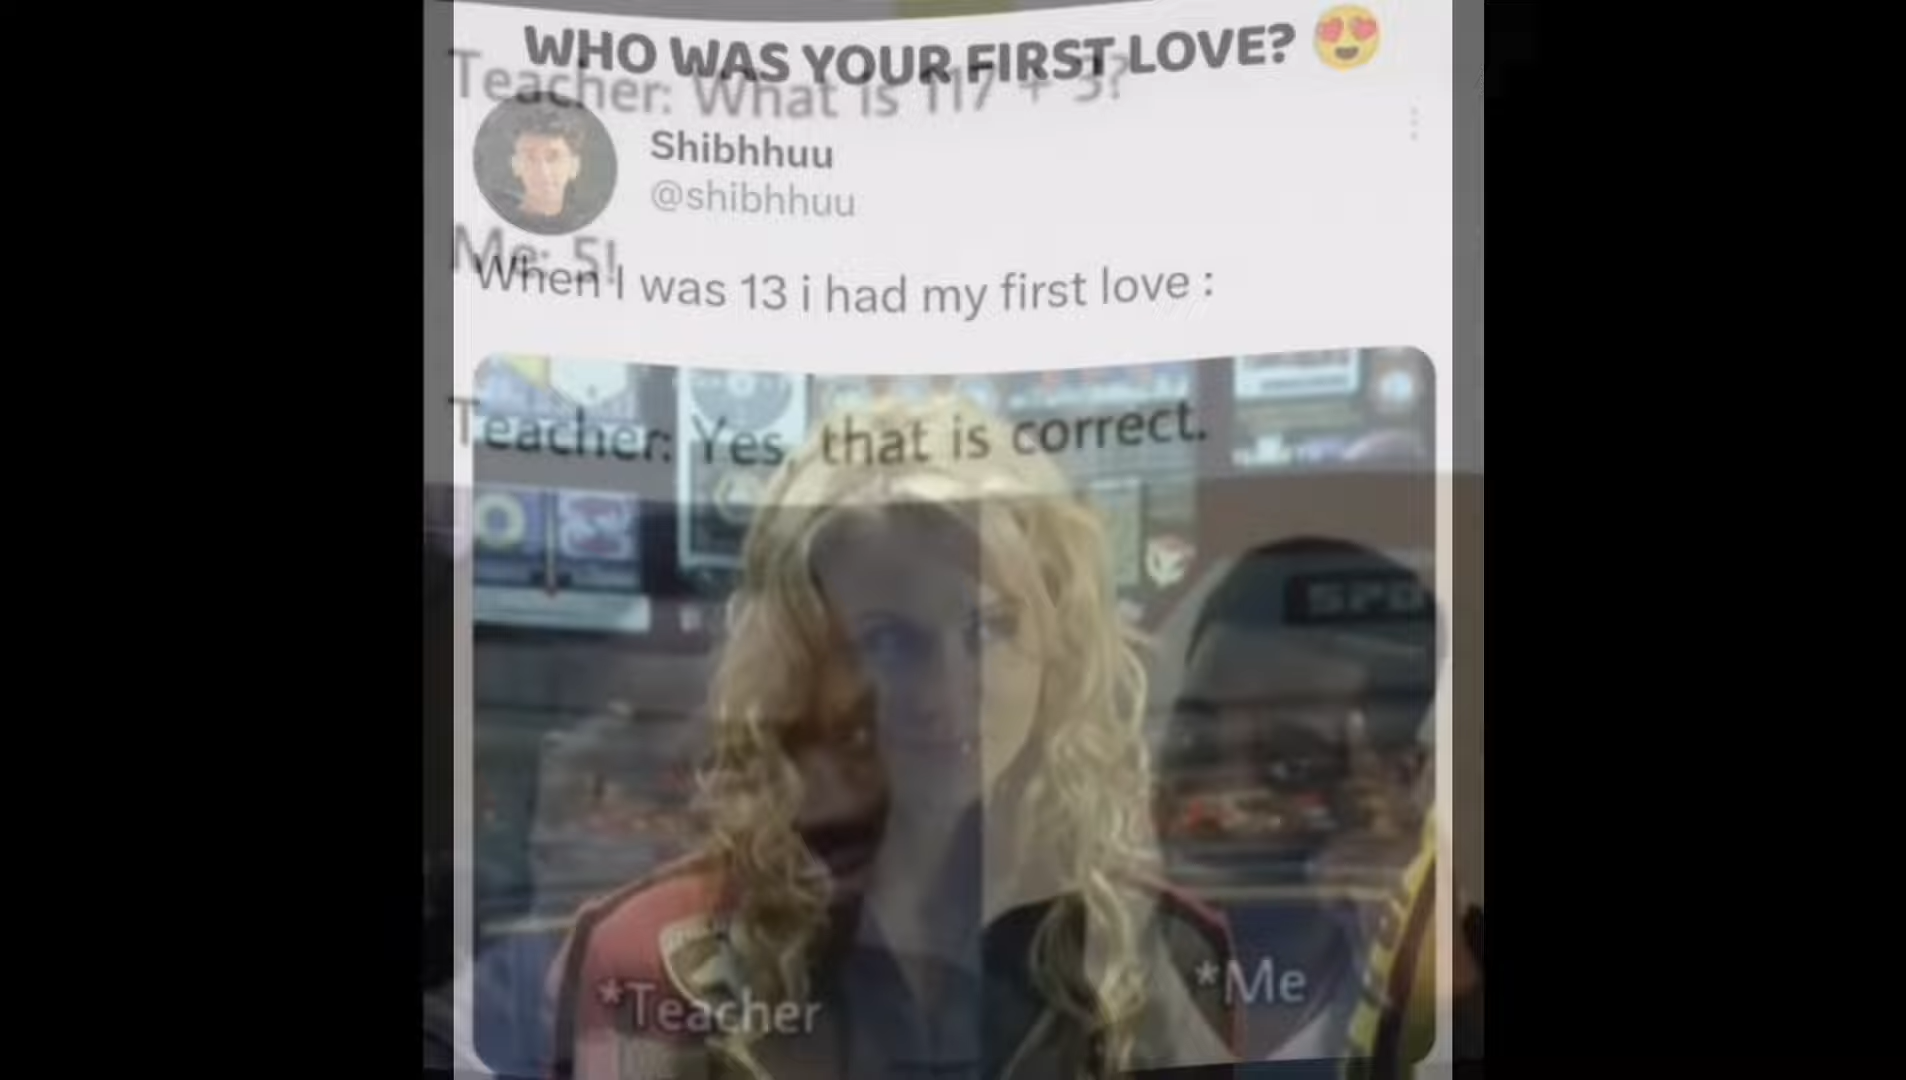 WHO WAS YOUR FIRST LOVE? 😍
Teacher: What is 117 + 3?
Shibhhuu
@shibhhuu
Me: 5!
When I was 13 i had my first love :
Teacher: Yes, that is correct.
SPD
*Teacher
*Me